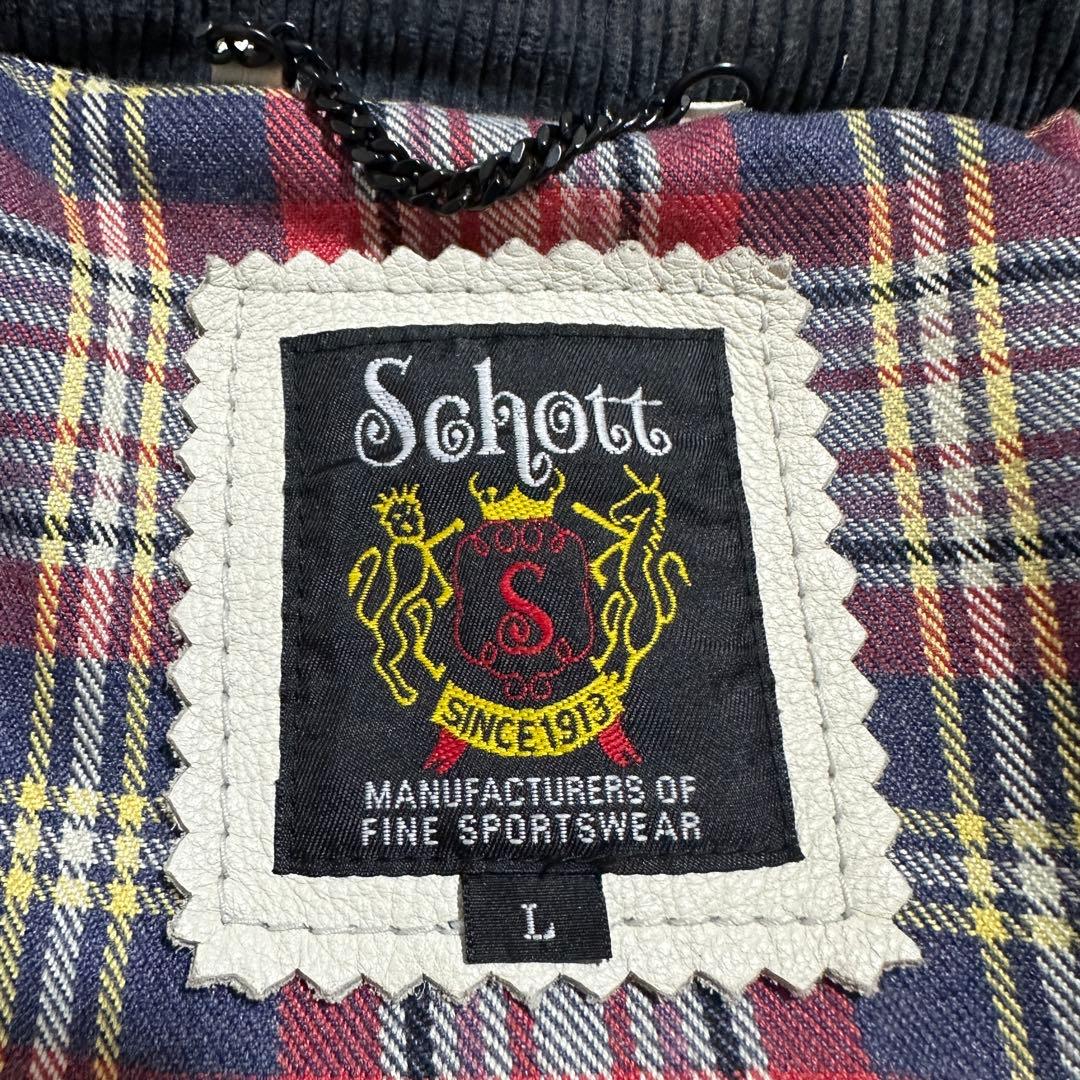 Schott
S
SINCE 1913
MANUFACTURERS OF
FINE SPORTSWEAR
L